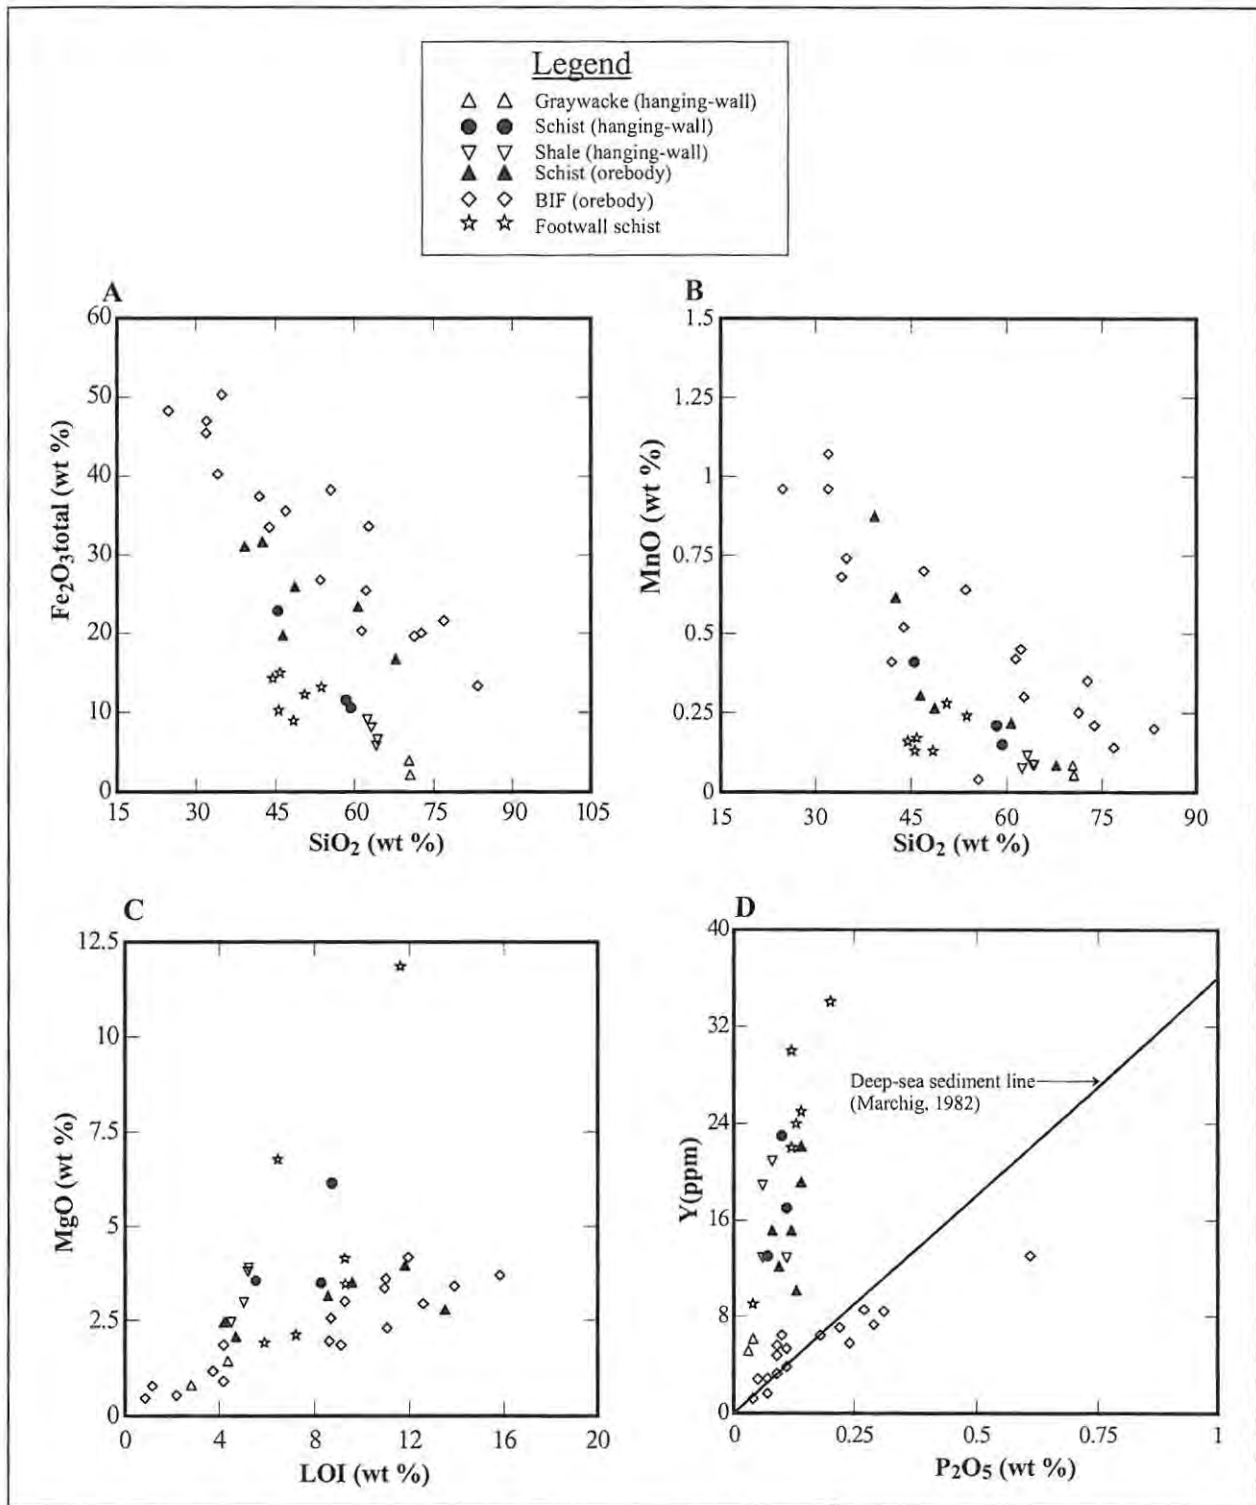 Legend
Graywacke (hanging-wall)
Schist (hanging-wall)
Shale (hanging-wall)
Schist (orebody)
BIF (orebody)
Footwall schist
A
60
50
40
30
20
10
0
Fe₂O₃total (wt %)
15 30 45 60 75 90 105
SiO₂ (wt %)
B
1.5
1.25
1
0.75
0.5
0.25
0
MnO (wt %)
15 30 45 60 75 90
SiO₂ (wt %)
C
12.5
10
7.5
5
2.5
0
MgO (wt %)
0 4 8 12 16 20
LOI (wt %)
D
40
32
24
16
8
0
Y(ppm)
Deep-sea sediment line
(Marchig, 1982)
0 0.25 0.5 0.75 1
P₂O₅ (wt %)